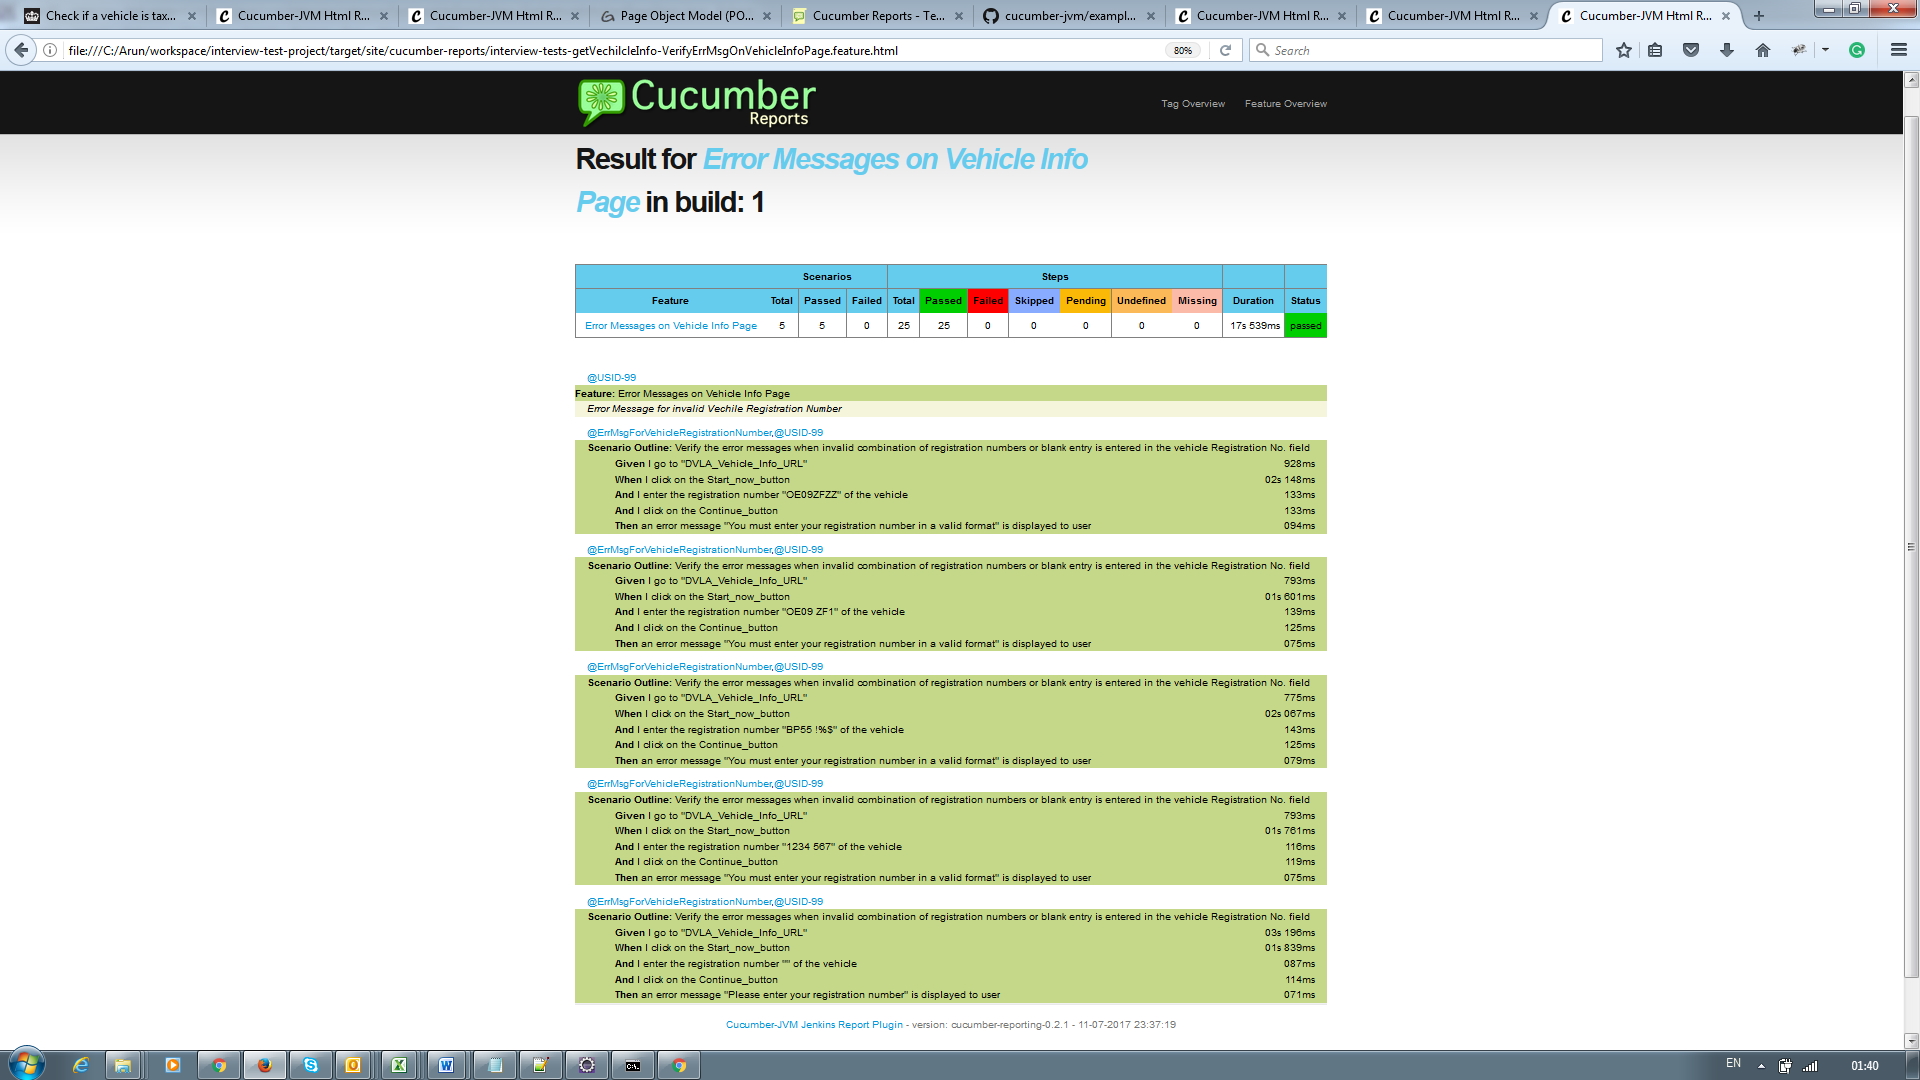 Check if a vehicle is tax...
Cucumber-JVM Html R...
Cucumber-JVM Html R...
Page Object Model (PO...
Cucumber Reports - Te...
cucumber-jvm/exampl...
Cucumber-JVM Html R...
Cucumber-JVM Html R...
Cucumber-JVM Html R...
file:///C:/Arun/workspace/interview-test-project/target/site/cucumber-reports/interview-tests-getVechilcleInfo-VerifyErrMsgOnVehicleInfoPage.feature.html 80% Search
Cucumber
Reports
Tag Overview Feature Overview
Result for Error Messages on Vehicle Info
Page in build: 1
Scenarios Steps
Feature Total Passed Failed Total Passed Failed Skipped Pending Undefined Missing Duration Status
Error Messages on Vehicle Info Page 5 5 0 25 25 0 0 0 0 0 17s 539ms passed
@USID-99
Feature: Error Messages on Vehicle Info Page
Error Message for invalid Vechile Registration Number
@ErrMsgForVehicleRegistrationNumber,@USID-99
Scenario Outline: Verify the error messages when invalid combination of registration numbers or blank entry is entered in the vehicle Registration No. field
Given I go to "DVLA_Vehicle_Info_URL" 928ms
When I click on the Start_now_button 02s 148ms
And I enter the registration number "OE09ZFZZ" of the vehicle 133ms
And I click on the Continue_button 133ms
Then an error message "You must enter your registration number in a valid format" is displayed to user 094ms
@ErrMsgForVehicleRegistrationNumber,@USID-99
Scenario Outline: Verify the error messages when invalid combination of registration numbers or blank entry is entered in the vehicle Registration No. field
Given I go to "DVLA_Vehicle_Info_URL" 793ms
When I click on the Start_now_button 01s 601ms
And I enter the registration number "OE09 ZF1" of the vehicle 139ms
And I click on the Continue_button 125ms
Then an error message "You must enter your registration number in a valid format" is displayed to user 075ms
@ErrMsgForVehicleRegistrationNumber,@USID-99
Scenario Outline: Verify the error messages when invalid combination of registration numbers or blank entry is entered in the vehicle Registration No. field
Given I go to "DVLA_Vehicle_Info_URL" 775ms
When I click on the Start_now_button 02s 067ms
And I enter the registration number "BP55 !%$" of the vehicle 143ms
And I click on the Continue_button 125ms
Then an error message "You must enter your registration number in a valid format" is displayed to user 079ms
@ErrMsgForVehicleRegistrationNumber,@USID-99
Scenario Outline: Verify the error messages when invalid combination of registration numbers or blank entry is entered in the vehicle Registration No. field
Given I go to "DVLA_Vehicle_Info_URL" 793ms
When I click on the Start_now_button 01s 761ms
And I enter the registration number "1234 567" of the vehicle 116ms
And I click on the Continue_button 119ms
Then an error message "You must enter your registration number in a valid format" is displayed to user 075ms
@ErrMsgForVehicleRegistrationNumber,@USID-99
Scenario Outline: Verify the error messages when invalid combination of registration numbers or blank entry is entered in the vehicle Registration No. field
Given I go to "DVLA_Vehicle_Info_URL" 03s 196ms
When I click on the Start_now_button 01s 839ms
And I enter the registration number "" of the vehicle 087ms
And I click on the Continue_button 114ms
Then an error message "Please enter your registration number" is displayed to user 071ms
Cucumber-JVM Jenkins Report Plugin - version: cucumber-reporting-0.2.1 - 11-07-2017 23:37:19
EN 01:40